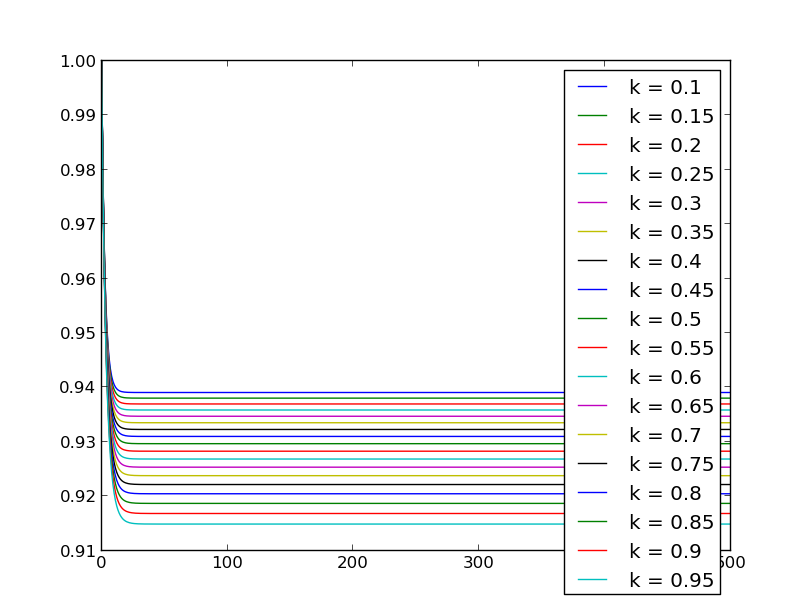 1.00
0.99
0.98
0.97
0.96
0.95
0.94
0.93
0.92
0.91
0
100
200
300
k = 0.1
k = 0.15
k = 0.2
k = 0.25
k = 0.3
k = 0.35
k = 0.4
k = 0.45
k = 0.5
k = 0.55
k = 0.6
k = 0.65
k = 0.7
k = 0.75
k = 0.8
k = 0.85
k = 0.9
k = 0.95